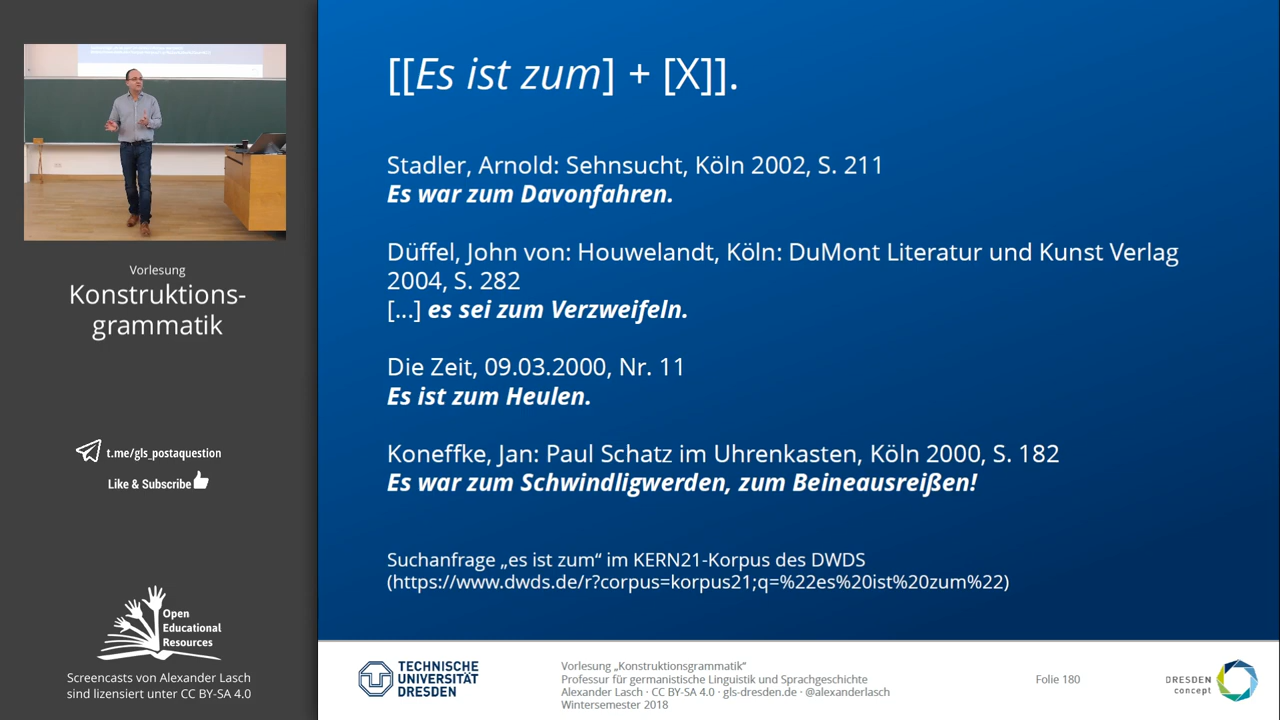 Vorlesung
Konstruktions-
grammatik
t.me/gls_postaquestion
Like & Subscribe
Open
Educational
Resources
Screencasts von Alexander Lasch
sind lizensiert unter CC BY-SA 4.0
[[Es ist zum] + [X]].
Stadler, Arnold: Sehnsucht, Köln 2002, S. 211
Es war zum Davonfahren.
Düffel, John von: Houwelandt, Köln: DuMont Literatur und Kunst Verlag
2004, S. 282
[...] es sei zum Verzweifeln.
Die Zeit, 09.03.2000, Nr. 11
Es ist zum Heulen.
Koneffke, Jan: Paul Schatz im Uhrenkasten, Köln 2000, S. 182
Es war zum Schwindligwerden, zum Beineausreißen!
Suchanfrage „es ist zum“ im KERN21-Korpus des DWDS
(https://www.dwds.de/r?corpus=korpus21;q=%22es%20ist%20zum%22)
TECHNISCHE
UNIVERSITÄT
DRESDEN
Vorlesung „Konstruktionsgrammatik“
Professur für germanistische Linguistik und Sprachgeschichte
Alexander Lasch · CC BY-SA 4.0 · gls-dresden.de · @alexanderlasch
Wintersemester 2018
Folie 180
DRESDEN
concept